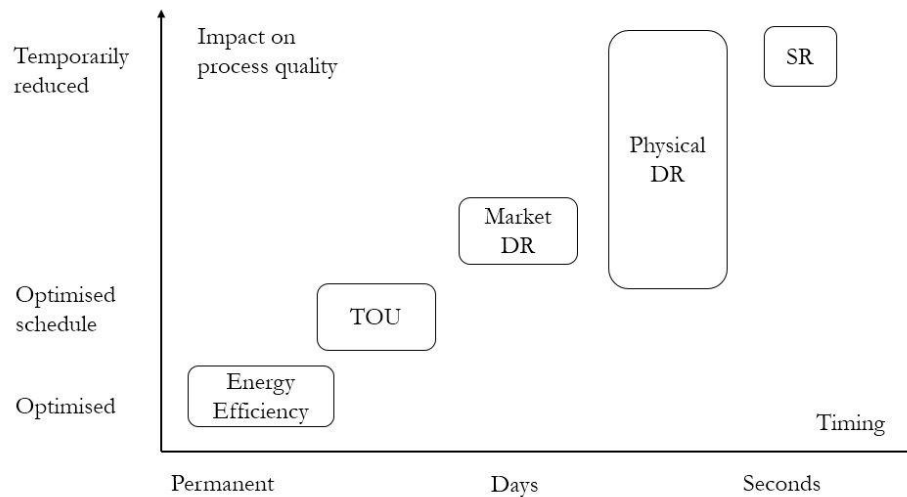 Temporarily
reduced
Impact on
process quality
SR
Physical
DR
Market
DR
Optimised
schedule
TOU
Energy
Efficiency
Optimised
Timing
Permanent
Days
Seconds